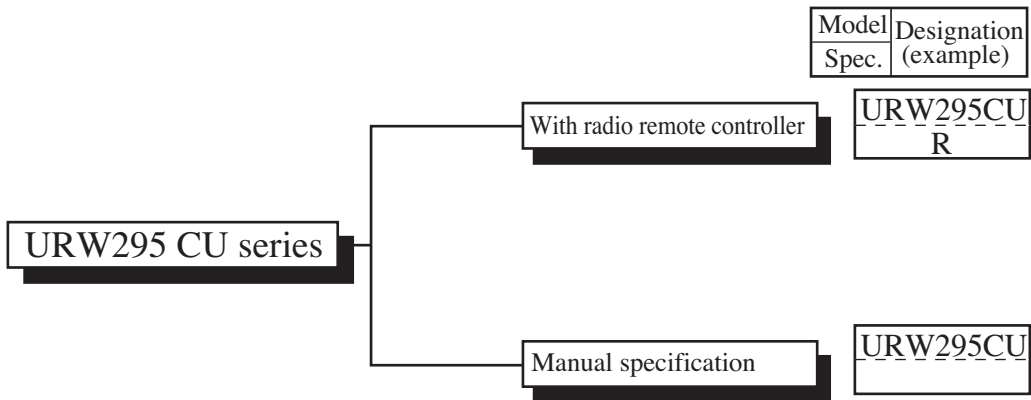 Model
Spec.
Designation
(example)
With radio remote controller
URW295CU
R
URW295 CU series
Manual specification
URW295CU